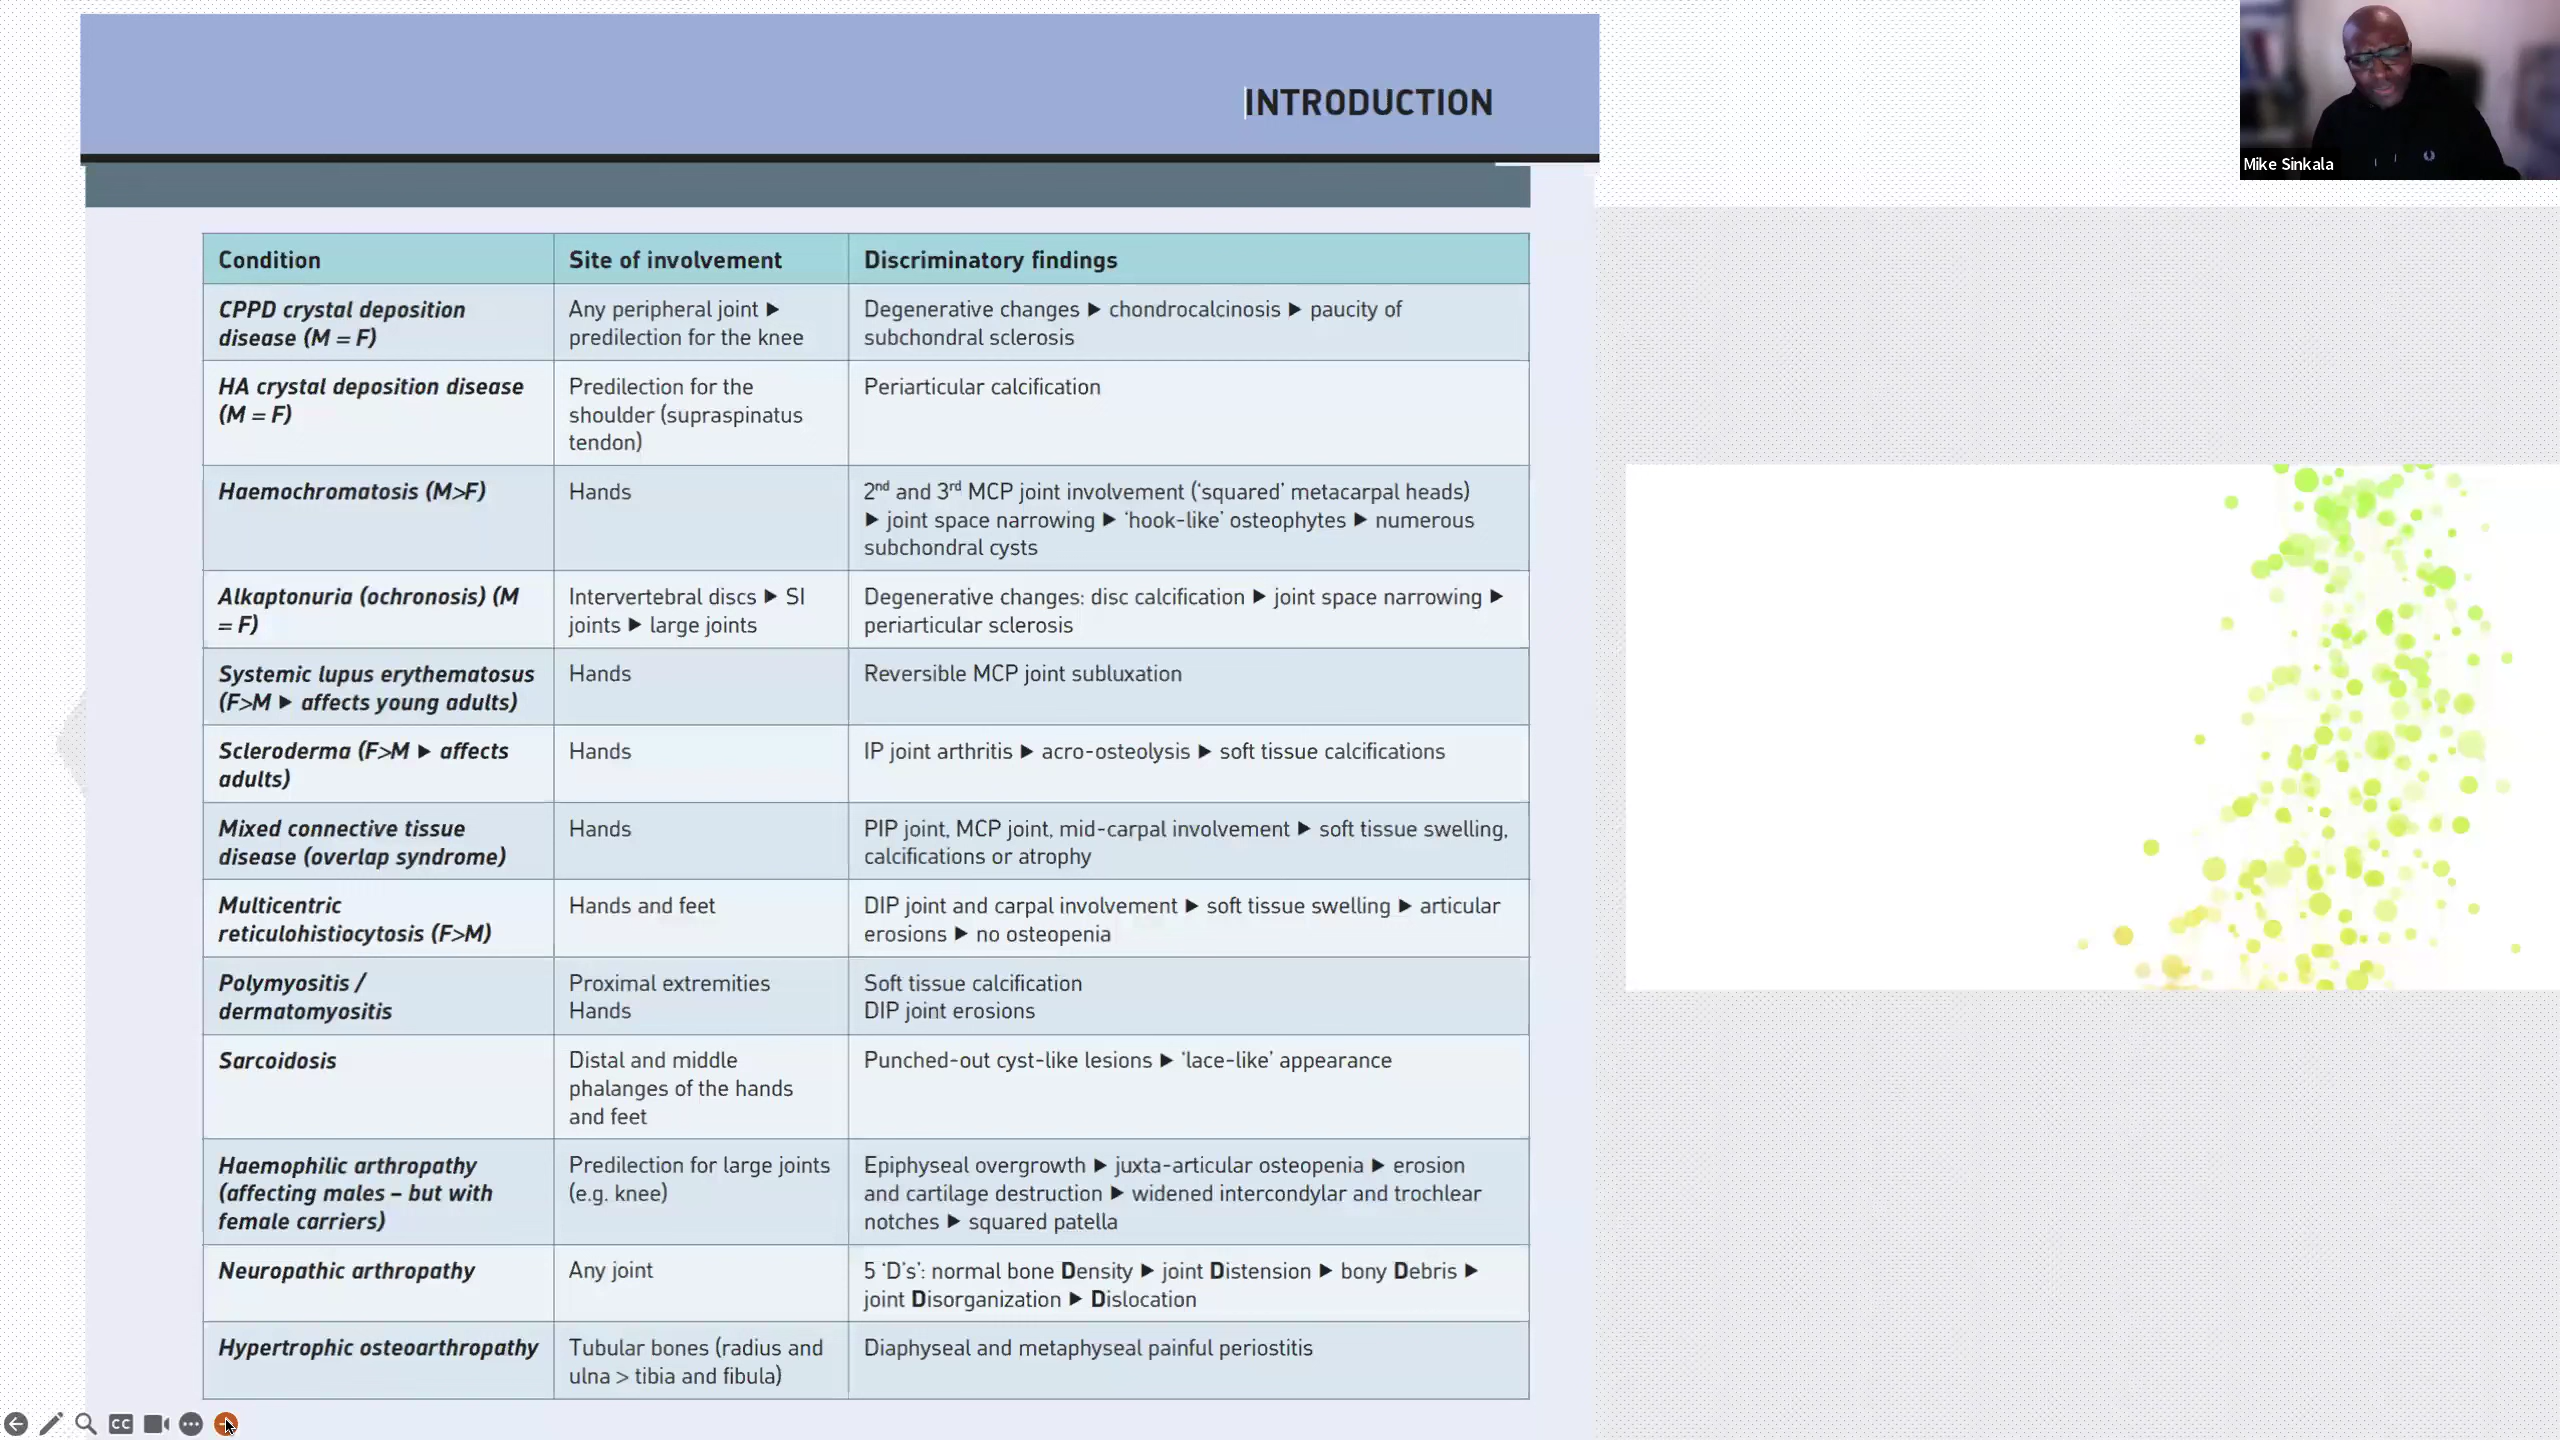 INTRODUCTION
Mike Sinkala
Condition
Site of involvement
Discriminatory findings
CPPD crystal deposition
disease (M = F)
Any peripheral joint ►
predilection for the knee
Degenerative changes ► chondrocalcinosis ► paucity of
subchondral sclerosis
HA crystal deposition disease
(M = F)
Predilection for the
shoulder (supraspinatus
tendon)
Periarticular calcification
Haemochromatosis (M>F)
Hands
2nd and 3rd MCP joint involvement (‘squared’ metacarpal heads)
► joint space narrowing ► ‘hook-like’ osteophytes ► numerous
subchondral cysts
Alkaptonuria (ochronosis) (M
= F)
Intervertebral discs ► SI
joints ► large joints
Degenerative changes: disc calcification ► joint space narrowing ►
periarticular sclerosis
Systemic lupus erythematosus
(F>M ► affects young adults)
Hands
Reversible MCP joint subluxation
Scleroderma (F>M ► affects
adults)
Hands
IP joint arthritis ► acro-osteolysis ► soft tissue calcifications
Mixed connective tissue
disease (overlap syndrome)
Hands
PIP joint, MCP joint, mid-carpal involvement ► soft tissue swelling,
calcifications or atrophy
Multicentric
reticulohistiocytosis (F>M)
Hands and feet
DIP joint and carpal involvement ► soft tissue swelling ► articular
erosions ► no osteopenia
Polymyositis /
dermatomyositis
Proximal extremities
Hands
Soft tissue calcification
DIP joint erosions
Sarcoidosis
Distal and middle
phalanges of the hands
and feet
Punched-out cyst-like lesions ► ‘lace-like’ appearance
Haemophilic arthropathy
(affecting males – but with
female carriers)
Predilection for large joints
(e.g. knee)
Epiphyseal overgrowth ► juxta-articular osteopenia ► erosion
and cartilage destruction ► widened intercondylar and trochlear
notches ► squared patella
Neuropathic arthropathy
Any joint
5 ‘D’s’: normal bone Density ► joint Distension ► bony Debris ►
joint Disorganization ► Dislocation
Hypertrophic osteoarthropathy
Tubular bones (radius and
ulna > tibia and fibula)
Diaphyseal and metaphyseal painful periostitis
CC